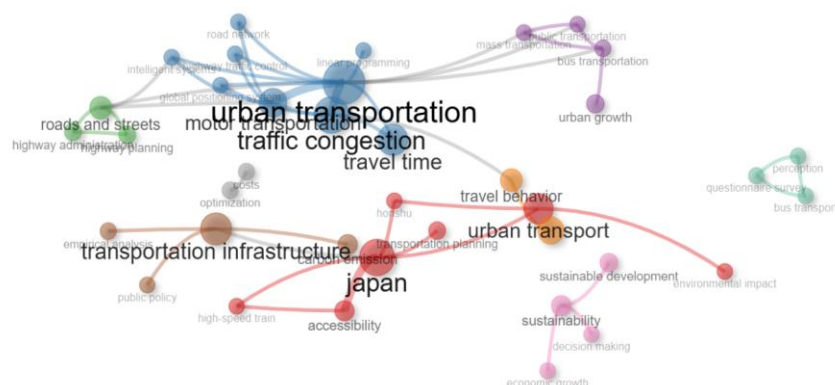 road network
public transportation
mass transportation
bus transportation
linear programming
highway traffic control
intelligent systems
global positioning system
urban transportation
urban growth
roads and streets
motor transportation
traffic congestion
highway administration
highway planning
travel time
perception
costs
questionnaire survey
optimization
travel behavior
bus transport
honshu
urban transport
empirical analysis
transportation planning
transportation infrastructure
carbon emission
japan
sustainable development
environmental impact
public policy
high-speed train
accessibility
sustainability
decision making
economic growth